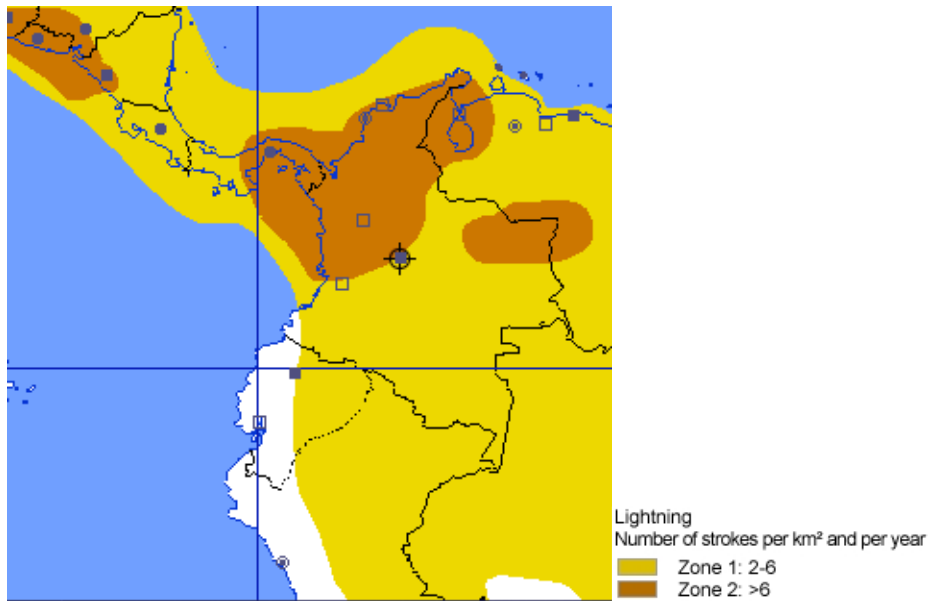 Lightning
Number of strokes per km² and per year
Zone 1: 2-6
Zone 2: >6